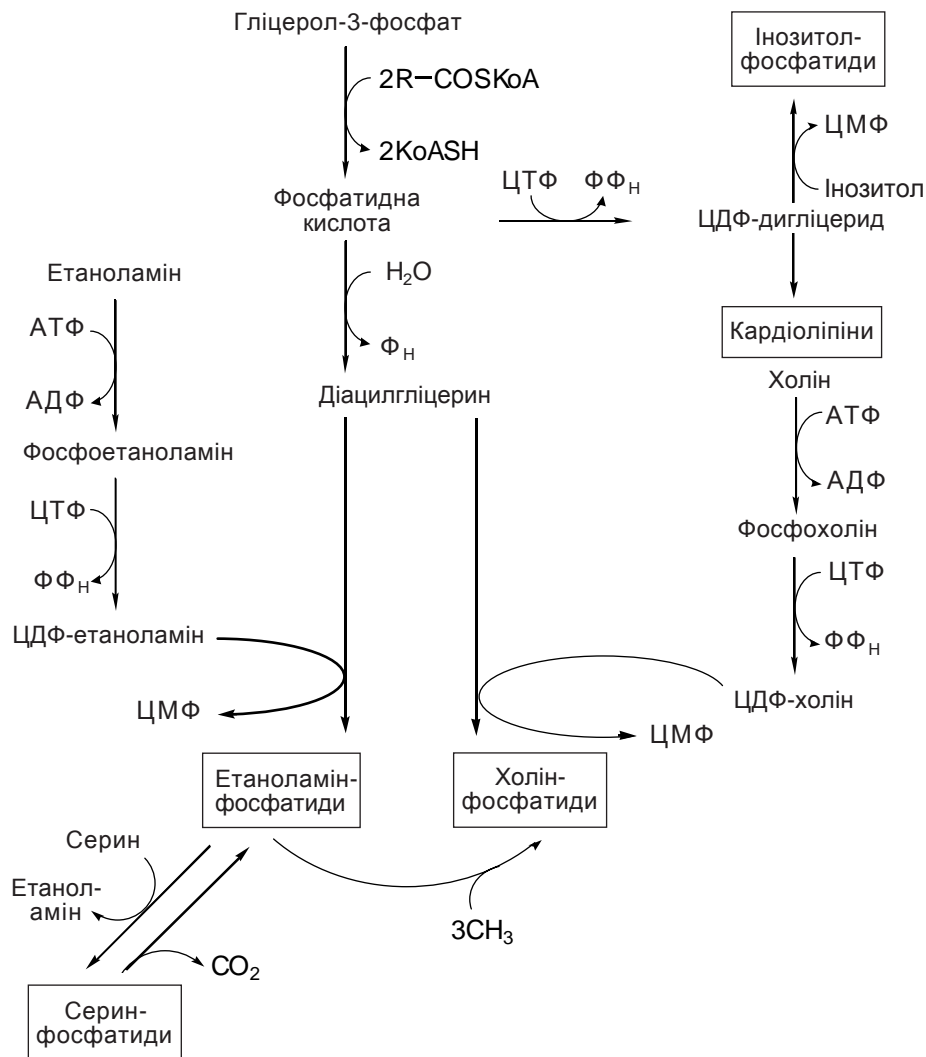 Гліцерол-3-фосфат
2R–COSKoA
2KoASH
Фосфатидна
кислота
ЦТФ
ФФН
Інозитол-
фосфатиди
ЦМФ
Інозитол
ЦДФ-дигліцерид
Кардіоліпіни
H2O
ФН
Діацилгліцерин
Етаноламін
АТФ
АДФ
Фосфоетаноламін
ЦТФ
ФФН
ЦДФ-етаноламін
ЦМФ
Холін
АТФ
АДФ
Фосфохолін
ЦТФ
ФФН
ЦДФ-холін
ЦМФ
Етаноламін-
фосфатиди
Холін-
фосфатиди
Серин
Етанол-
амін
3CH3
CO2
Серин-
фосфатиди